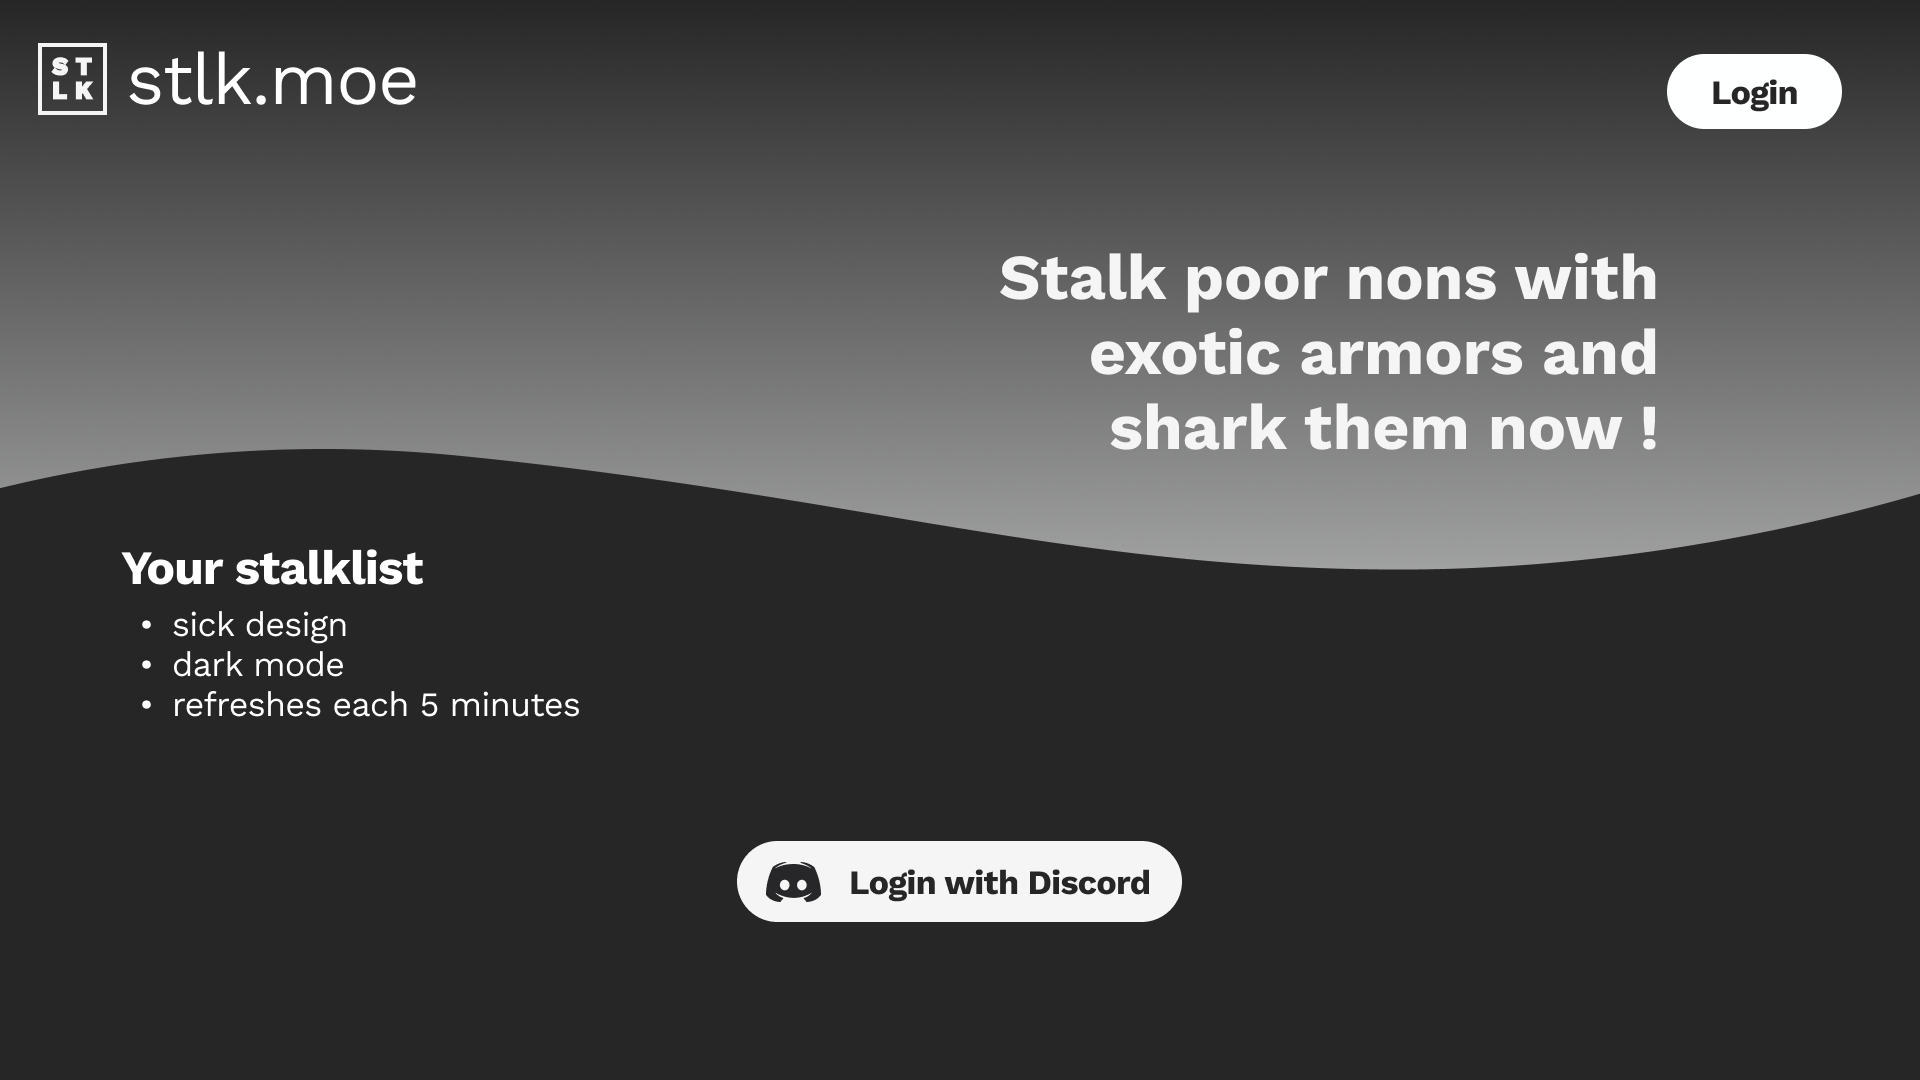 ST
LK
stlk.moe
Login
Stalk poor nons with
exotic armors and
shark them now !
Your stalklist
• sick design
• dark mode
• refreshes each 5 minutes
Login with Discord